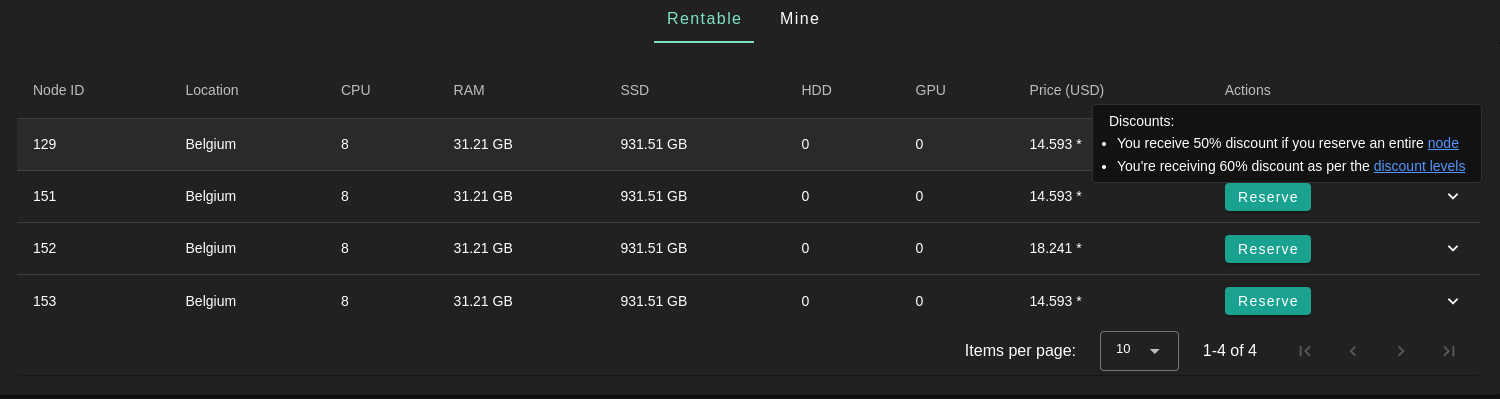 Rentable Mine
Node ID Location CPU RAM SSD HDD GPU Price (USD) Actions
Discounts:
129 Belgium 8 31.21 GB 931.51 GB 0 0 14.593 * • You receive 50% discount if you reserve an entire node
• You're receiving 60% discount as per the discount levels
151 Belgium 8 31.21 GB 931.51 GB 0 0 14.593 * Reserve
152 Belgium 8 31.21 GB 931.51 GB 0 0 18.241 * Reserve
153 Belgium 8 31.21 GB 931.51 GB 0 0 14.593 * Reserve
Items per page: 10 1-4 of 4